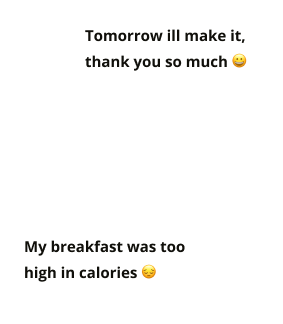 Tomorrow ill make it,
thank you so much 😀
My breakfast was too
high in calories 😔